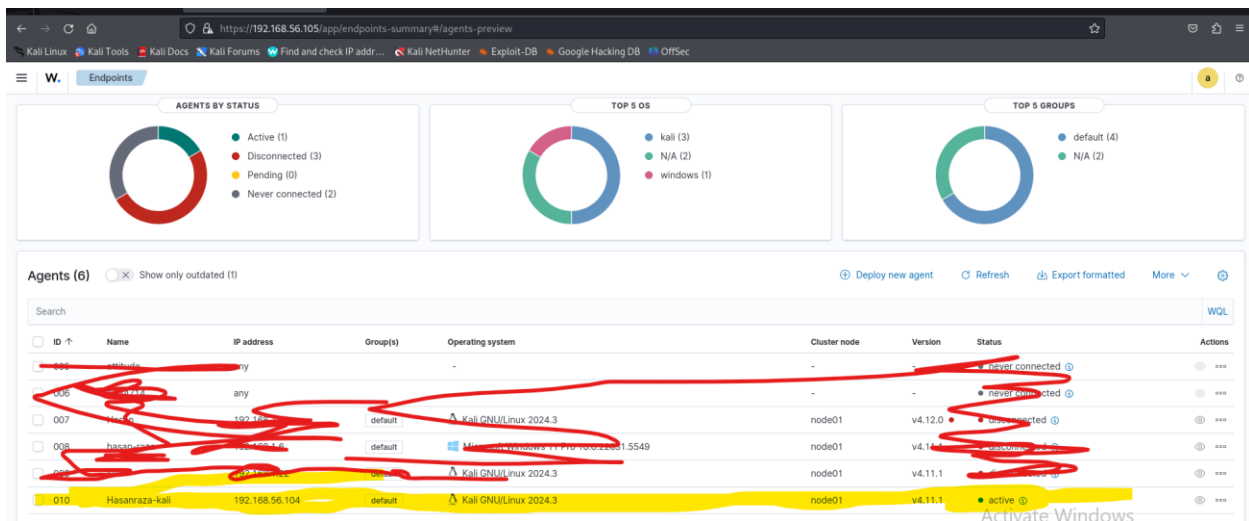 https://192.168.56.105/app/endpoints-summary#/agents-preview
Kali Linux Kali Tools Kali Docs Kali Forums Find and check IP addr... Kali NetHunter Exploit-DB Google Hacking DB OffSec
W. Endpoints a
AGENTS BY STATUS
Active (1)
Disconnected (3)
Pending (0)
Never connected (2)
TOP 5 OS
kali (3)
N/A (2)
windows (1)
TOP 5 GROUPS
default (4)
N/A (2)
Agents (6) Show only outdated (1) Deploy new agent Refresh Export formatted More
Search WQL
ID Name IP address Group(s) Operating system Cluster node Version Status Actions
any - - - never connected
006 any - - never connected
007 default Kali GNU/Linux 2024.3 node01 v4.12.0 disconnected
008 default node01 disconnected
Kali GNU/Linux 2024.3 node01 v4.11.1
010 Hasanraza-kali 192.168.56.104 default Kali GNU/Linux 2024.3 node01 v4.11.1 active
Activate Windows